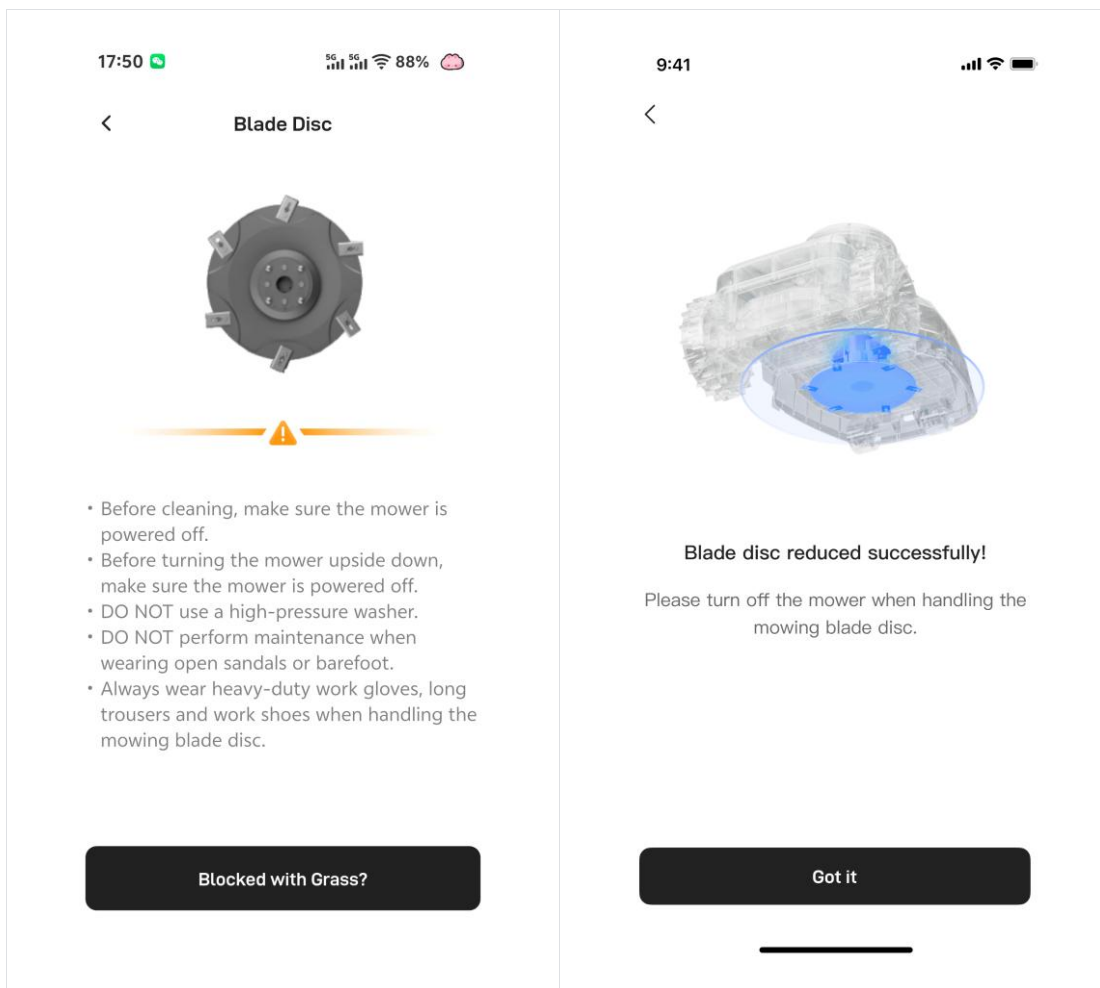 17:50
5G 5G 88%
Blade Disc
• Before cleaning, make sure the mower is
powered off.
• Before turning the mower upside down,
make sure the mower is powered off.
• DO NOT use a high-pressure washer.
• DO NOT perform maintenance when
wearing open sandals or barefoot.
• Always wear heavy-duty work gloves, long
trousers and work shoes when handling the
mowing blade disc.
Blocked with Grass?
9:41
Blade disc reduced successfully!
Please turn off the mower when handling the
mowing blade disc.
Got it